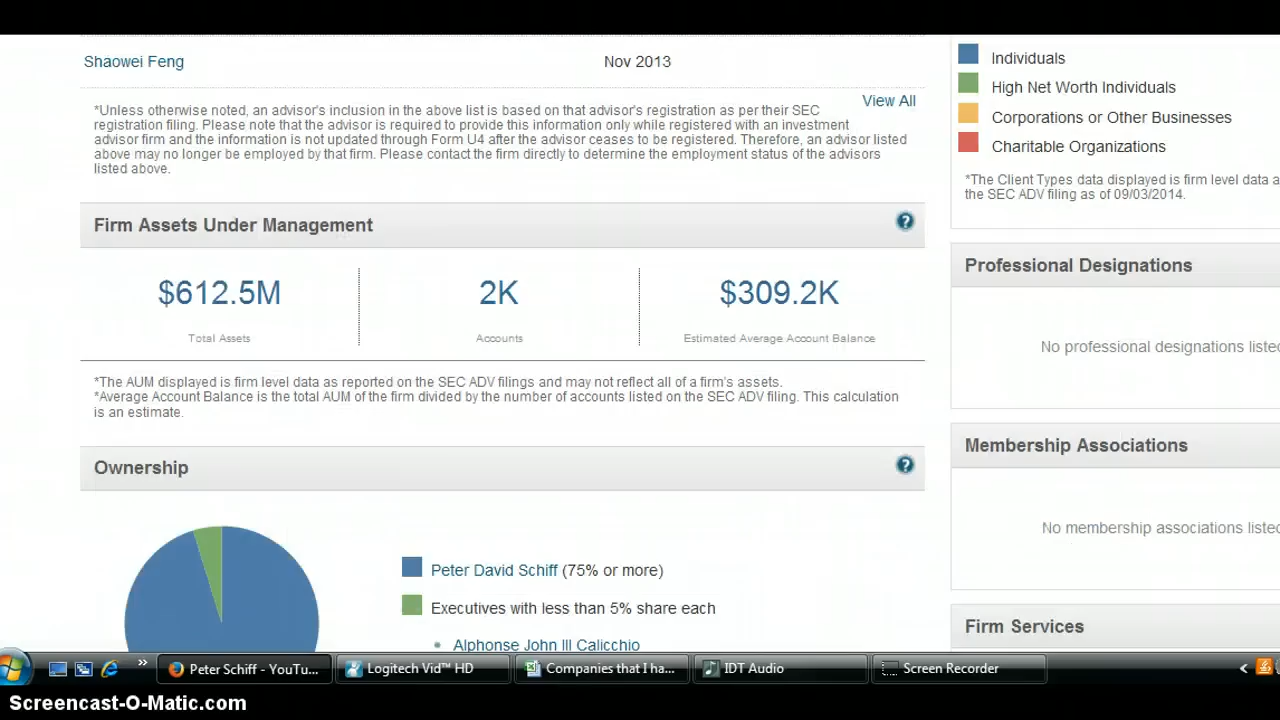 Shaowei Feng Nov 2013
View All
*Unless otherwise noted, an advisor's inclusion in the above list is based on that advisor's registration as per their SEC
registration filing. Please note that the advisor is required to provide this information only while registered with an investment
advisor firm and the information is not updated through Form U4 after the advisor ceases to be registered. Therefore, an advisor listed
above may no longer be employed by that firm. Please contact the firm directly to determine the employment status of the advisors
listed above.
Firm Assets Under Management
$612.5M 2K $309.2K
Total Assets Accounts Estimated Average Account Balance
*The AUM displayed is firm level data as reported on the SEC ADV filings and may not reflect all of a firm's assets.
*Average Account Balance is the total AUM of the firm divided by the number of accounts listed on the SEC ADV filing. This calculation
is an estimate.
Ownership
Peter David Schiff (75% or more)
Executives with less than 5% share each
Alphonse John III Calicchio
Individuals
High Net Worth Individuals
Corporations or Other Businesses
Charitable Organizations
*The Client Types data displayed is firm level data a
the SEC ADV filing as of 09/03/2014.
Professional Designations
No professional designations listed
Membership Associations
No membership associations listed
Firm Services
Peter Schiff - YouTu... Logitech Vid™ HD Companies that I ha... IDT Audio Screen Recorder
Screencast-O-Matic.com